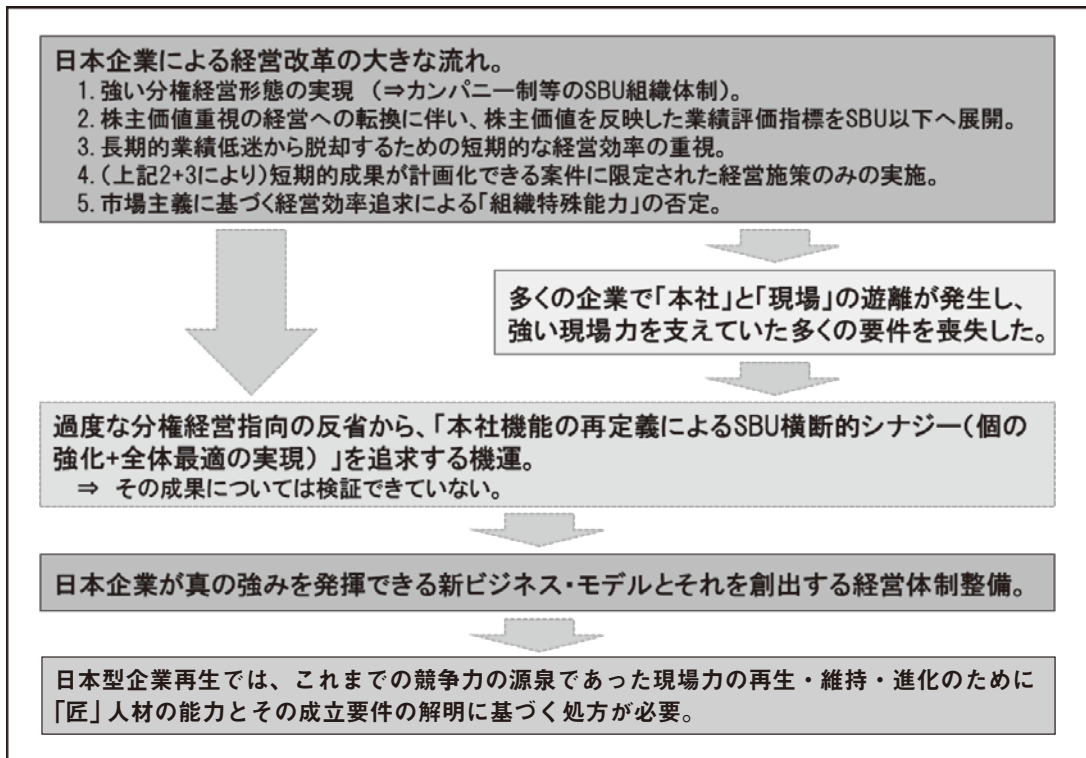 日本企業による経営改革の大きな流れ。
1. 強い分権経営形態の実現 （⇒カンパニー制等のSBU組織体制）。
2. 株主価値重視の経営への転換に伴い、株主価値を反映した業績評価指標をSBU以下へ展開。
3. 長期的業績低迷から脱却するための短期的な経営効率の重視。
4. （上記2+3により）短期的成果が計画化できる案件に限定された経営施策のみの実施。
5. 市場主義に基づく経営効率追求による「組織特殊能力」の否定。
多くの企業で「本社」と「現場」の遊離が発生し、
強い現場力を支えていた多くの要件を喪失した。
過度な分権経営指向の反省から、「本社機能の再定義によるSBU横断的シナジー（個の
強化+全体最適の実現） 」を追求する機運。
⇒ その成果については検証できていない。
日本企業が真の強みを発揮できる新ビジネス・モデルとそれを創出する経営体制整備。
日本型企業再生では、これまでの競争力の源泉であった現場力の再生・維持・進化のために
「匠」人材の能力とその成立要件の解明に基づく処方が必要。